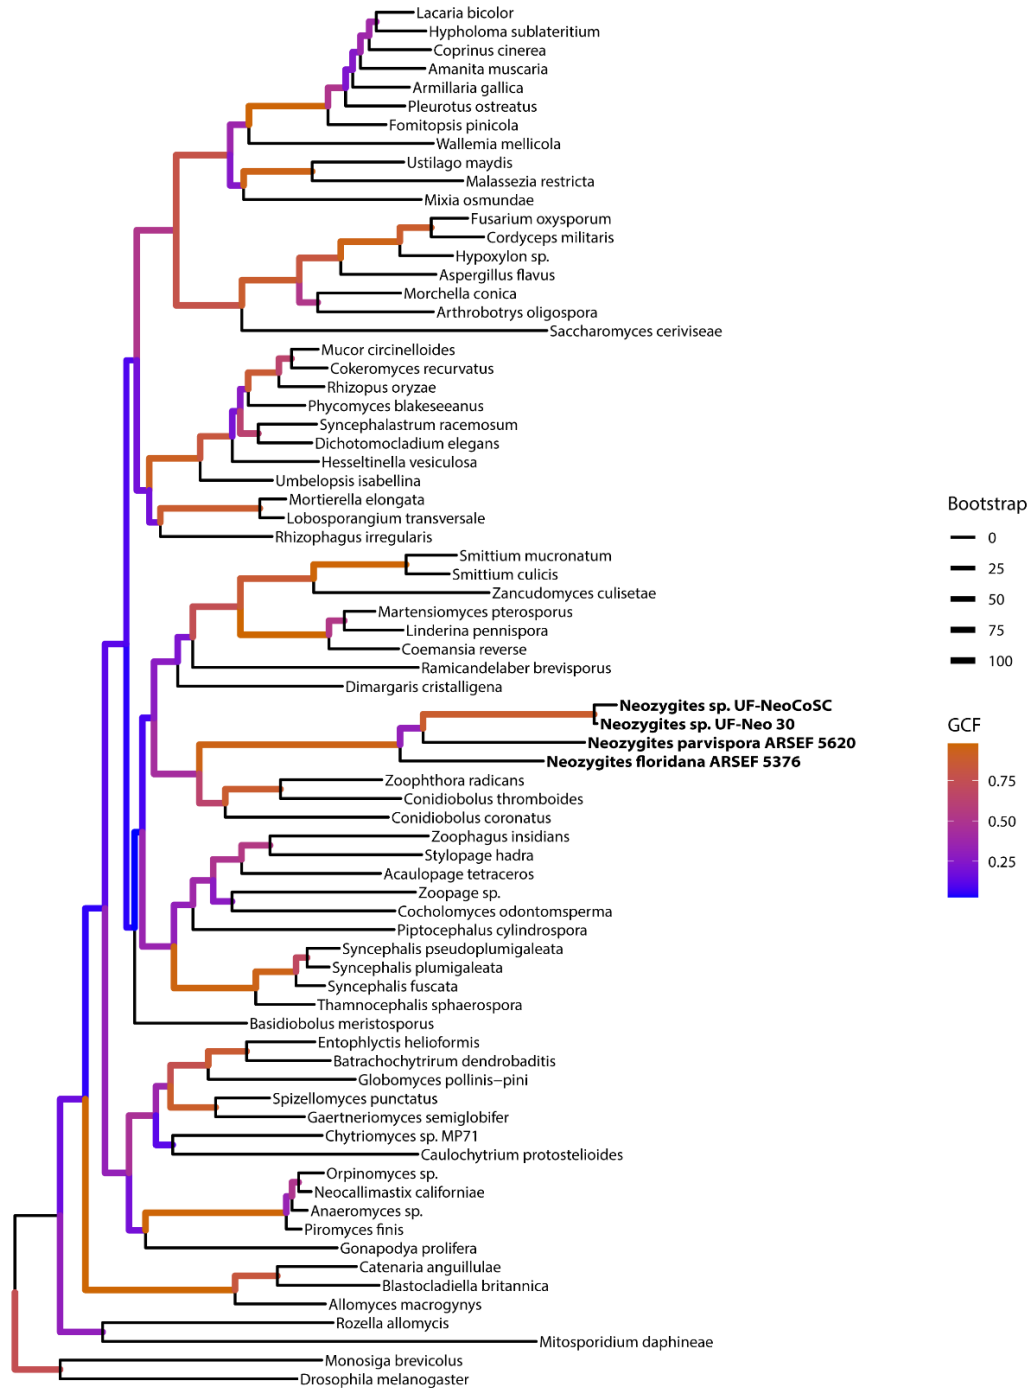 Lacaria bicolor
Hypholoma sublateritium
Coprinus cinerea
Amanita muscaria
Armillaria gallica
Pleurotus ostreatus
Fomitopsis pinicola
Wallemia mellicola
Ustilago maydis
Malassezia restricta
Mixia osmundae
Fusarium oxysporum
Cordyceps militaris
Hypoxylon sp.
Aspergillus flavus
Morchella conica
Arthrobotrys oligospora
Saccharomyces ceriviseae
Mucor circinelloides
Cokeromyces recurvatus
Rhizopus oryzae
Phycomyces blakeseeanus
Syncephalastrum racemosum
Dichotomocladium elegans
Hesseltinella vesiculosa
Umbelopsis isabellina
Mortierella elongata
Lobosporangium transversale
Rhizophagus irregularis
Smittium mucronatum
Smittium culicis
Zancudomyces culisetae
Martensiomyces pterosporus
Linderina pennispora
Coemansia reverse
Ramicandelaber brevisporus
Dimargaris cristalligena
Neozygites sp. UF-NeoCoSC
Neozygites sp. UF-Neo 30
Neozygites parvispora ARSEF 5620
Neozygites floridana ARSEF 5376
Zoophthora radicans
Conidiobolus thromboides
Conidiobolus coronatus
Zoophagus insidians
Stylopage hadra
Acaulopage tetraceros
Zoopage sp.
Cocholomyces odontomsperma
Piptocephalus cylindrospora
Syncephalis pseudoplumigaleata
Syncephalis plumigaleata
Syncephalis fuscata
Thamnocephalis sphaerospora
Basidiobolus meristosporus
Entophlyctis helioformis
Batrachochytrirum dendrobaditis
Globomyces pollinis−pini
Spizellomyces punctatus
Gaertneriomyces semiglobifer
Chytriomyces sp. MP71
Caulochytrium protostelioides
Orpinomyces sp.
Neocallimastix californiae
Anaeromyces sp.
Piromyces finis
Gonapodya prolifera
Catenaria anguillulae
Blastocladiella britannica
Allomyces macrogynys
Rozella allomycis
Mitosporidium daphineae
Monosiga brevicolus
Drosophila melanogaster
Bootstrap
0
25
50
75
100
GCF
0.75
0.50
0.25